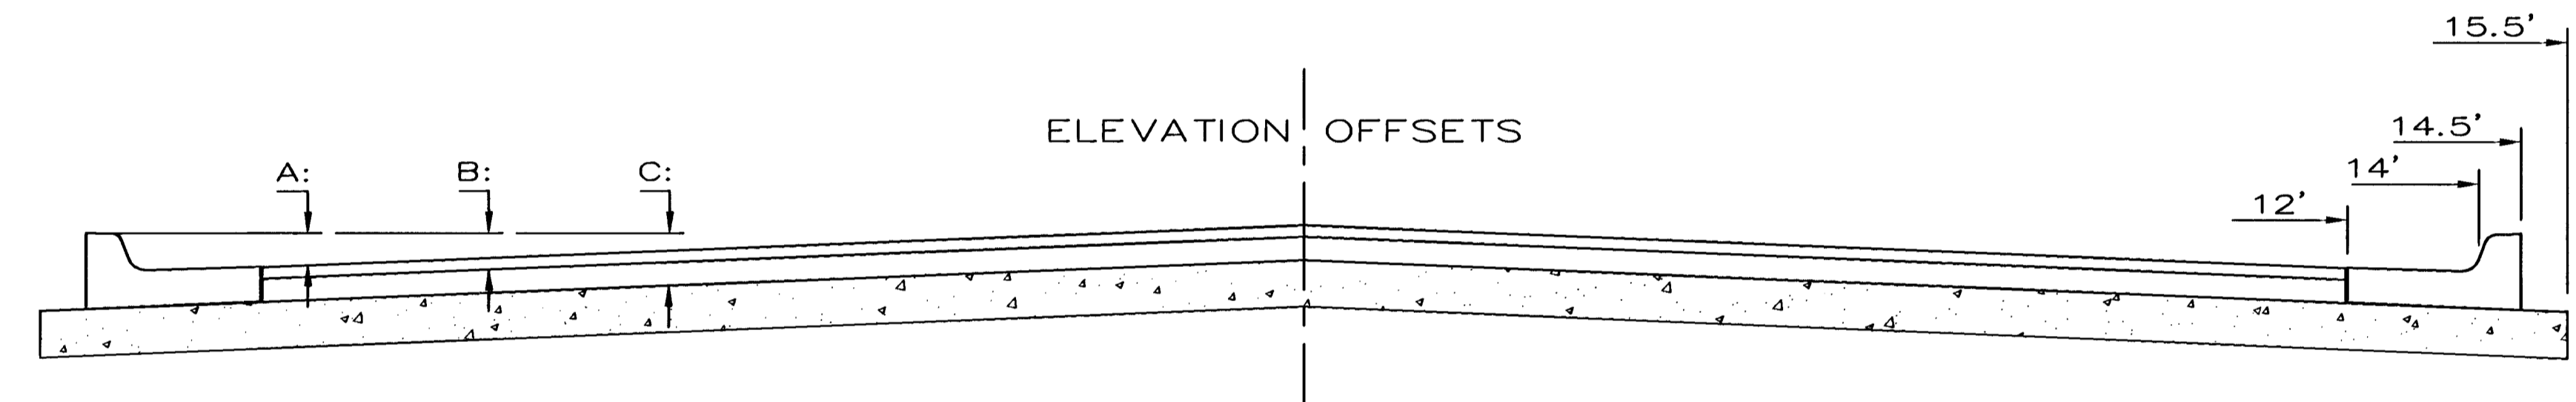 15.5'
14.5'
ELEVATION OFFSETS
14'
A: B: C:
12'